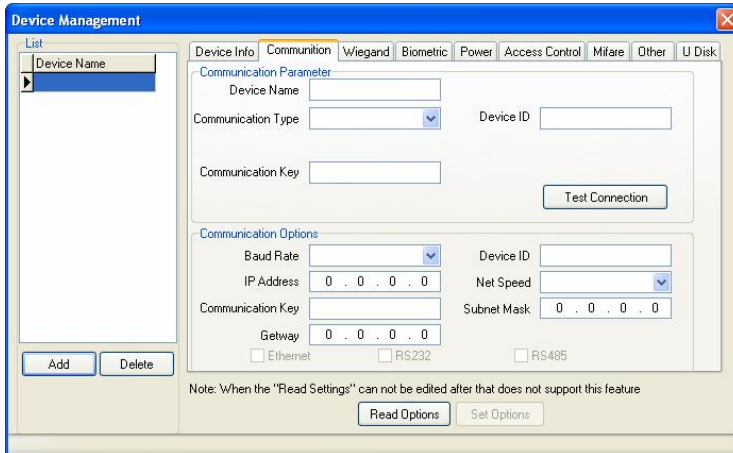 Device Management
List
Device Name
Device Info Communition Wiegand Biometric Power Access Control Mifare Other U Disk
Communication Parameter
Device Name
Communication Type Device ID
Communication Key
Test Connection
Communication Options
Baud Rate Device ID
IP Address 0 . 0 . 0 . 0 Net Speed
Communication Key Subnet Mask 0 . 0 . 0 . 0
Getway 0 . 0 . 0 . 0
Ethernet RS232 RS485
Add Delete
Note: When the "Read Settings" can not be edited after that does not support this feature
Read Options Set Options